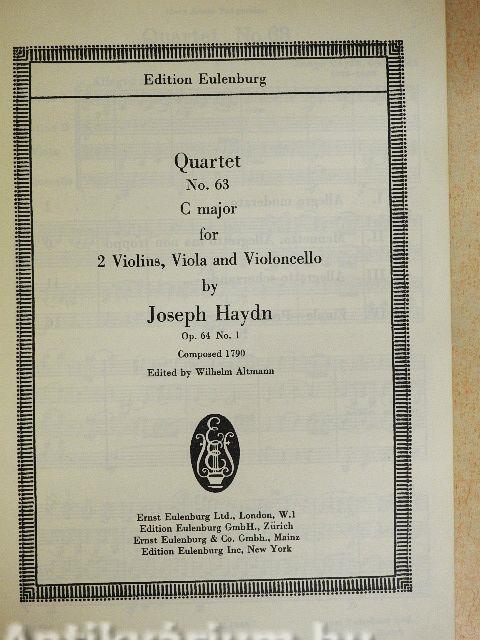 Edition Eulenburg
Quartet
No. 63
C major
for
2 Violins, Viola and Violoncello
by
Joseph Haydn
Op. 64 No. 1
Composed 1790
Edited by Wilhelm Altmann
Ernst Eulenburg Ltd., London, W.1
Edition Eulenburg GmbH., Zürich
Ernst Eulenburg & Co. Gmbh., Mainz
Edition Eulenburg Inc, New York
Antikvárium.hu